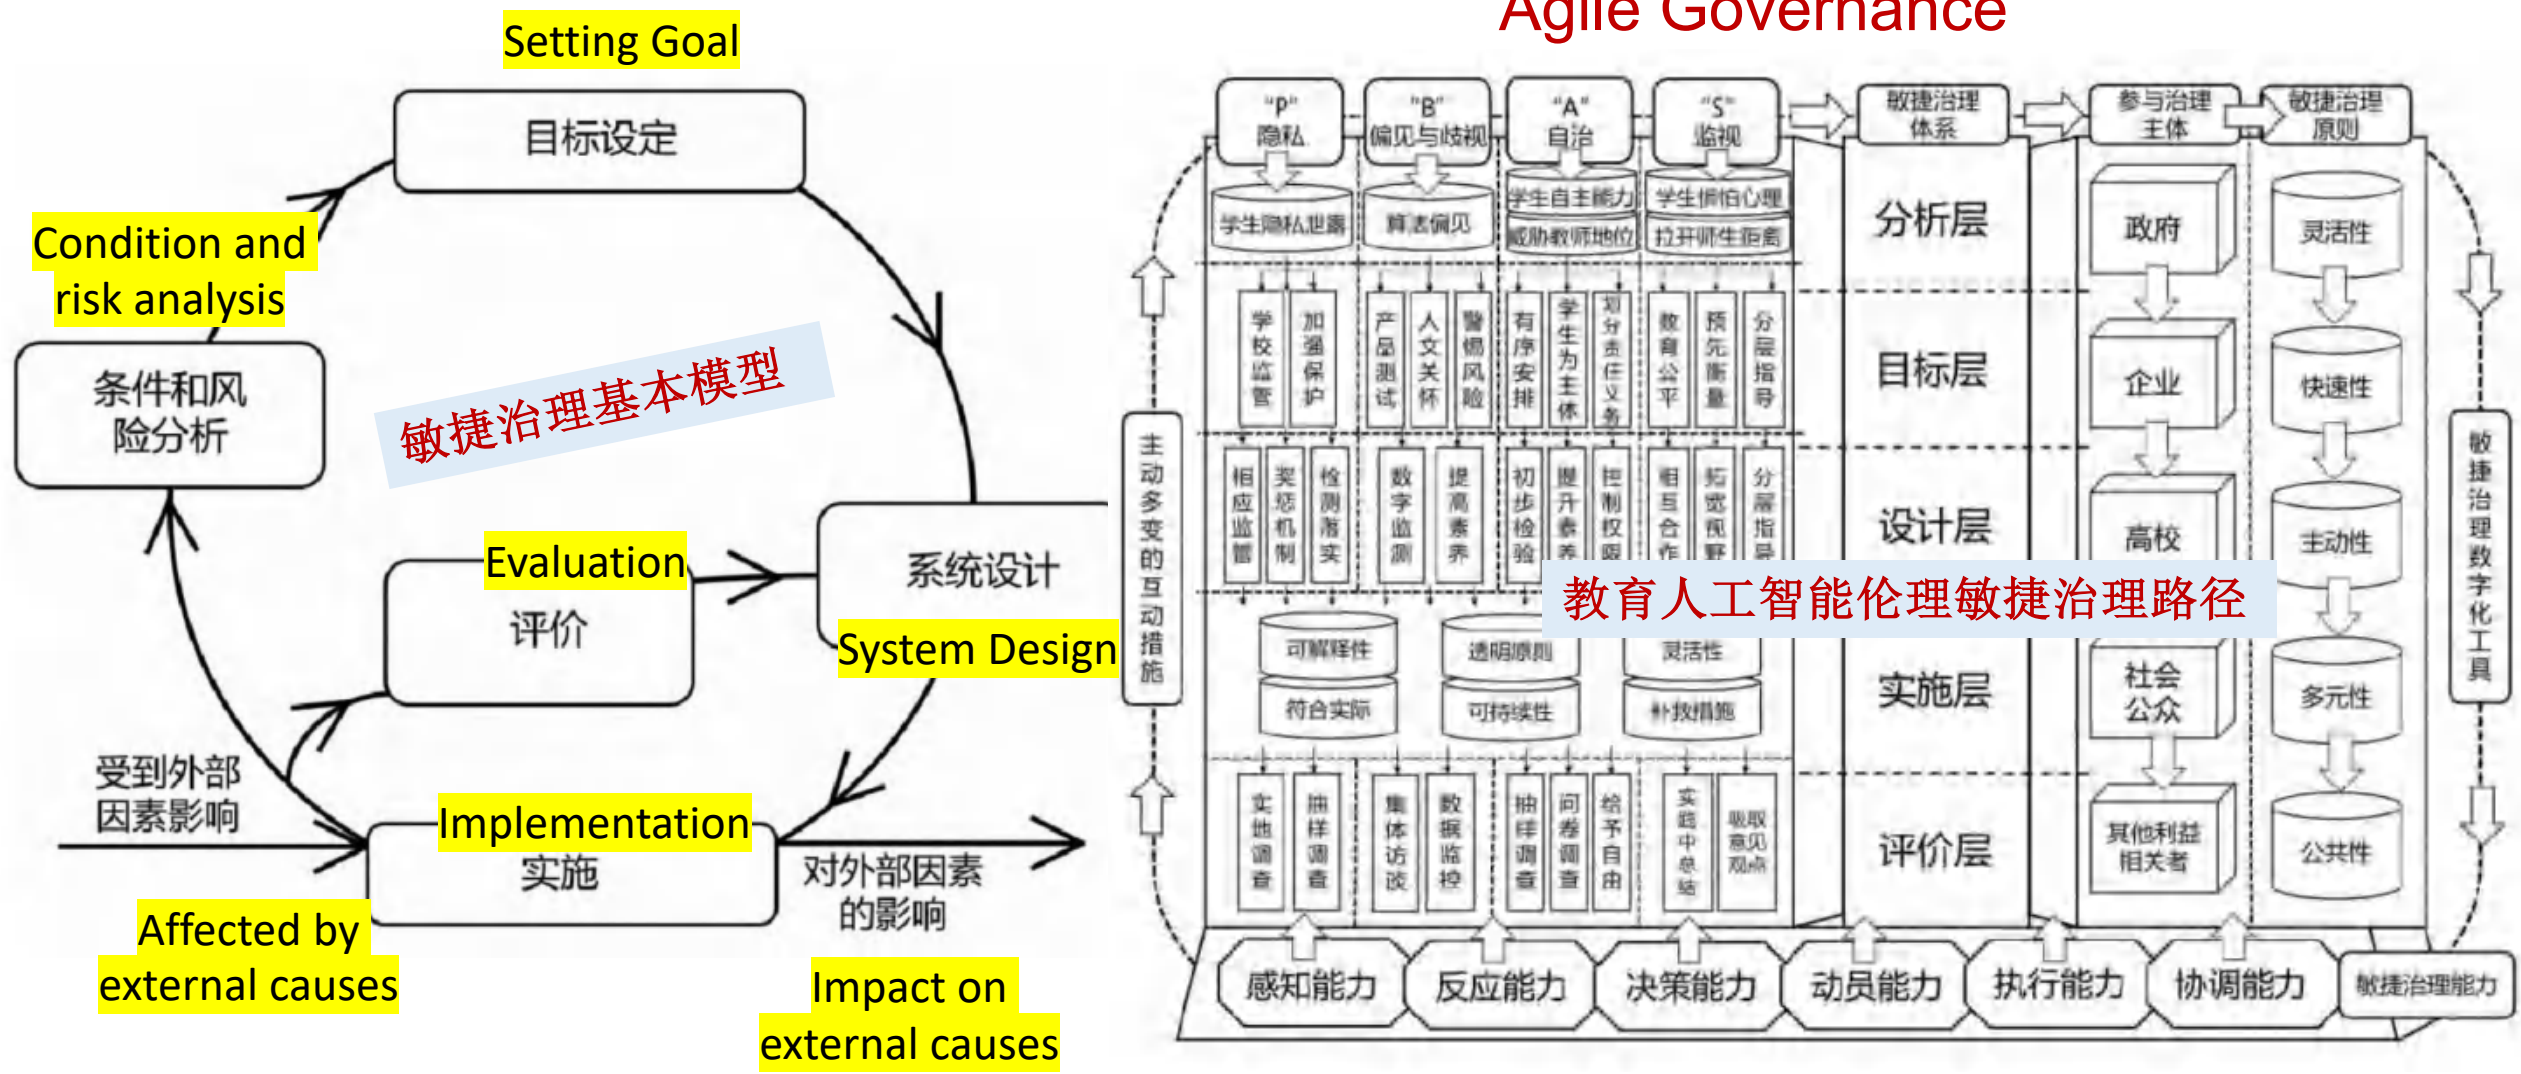 Agile Governance
Setting Goal
目标设定
Condition and
risk analysis
条件和风
险分析
敏捷治理基本模型
Evaluation
评价
系统设计
System Design
受到外部
因素影响
Implementation
实施
对外部因素
的影响
Affected by
external causes
Impact on
external causes
"P"
隐私
"B"
偏见与歧视
"A"
自治
"S"
监视
敏捷治理
体系
参与治理
主体
敏捷治理
原则
学生隐私泄露
算法偏见
学生自主能力
威胁教师地位
学生惧怕心理
拉开师生距离
分析层
政府
灵活性
学校监管
加强保护
产品测试
人文关怀
警惕风险
有序安排
学生为主体
划分责任义务
教育公平
预先衡量
分层指导
目标层
企业
快速性
主动多变的互动措施
敏捷治理数字化工具
相应监管
奖惩机制
检测落实
数字监测
提高素养
初步检验
提升素养
控制权限
相互合作
拓宽视野
分层指导
设计层
高校
主动性
教育人工智能伦理敏捷治理路径
可解释性
符合实际
透明原则
可持续性
灵活性
补救措施
实施层
社会
公众
多元性
实地调查
抽样调查
集体访谈
数据监控
抽样调查
问卷调查
给予自由
实践中总结
吸取
意见
观点
评价层
其他利益
相关者
公共性
感知能力
反应能力
决策能力
动员能力
执行能力
协调能力
敏捷治理能力